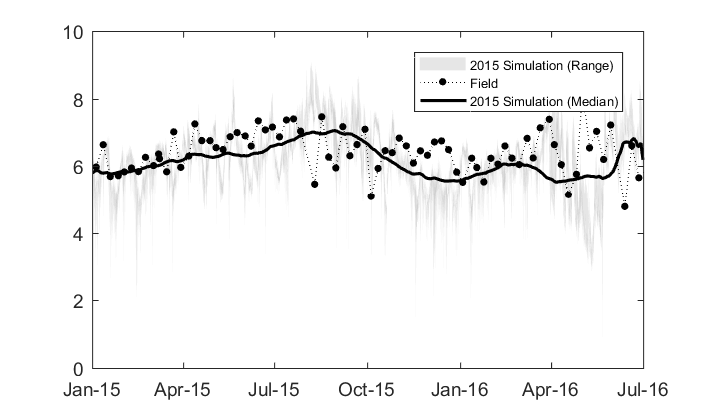 10
8
6
4
2
0
2015 Simulation (Range)
Field
2015 Simulation (Median)
Jan-15 Apr-15 Jul-15 Oct-15 Jan-16 Apr-16 Jul-16